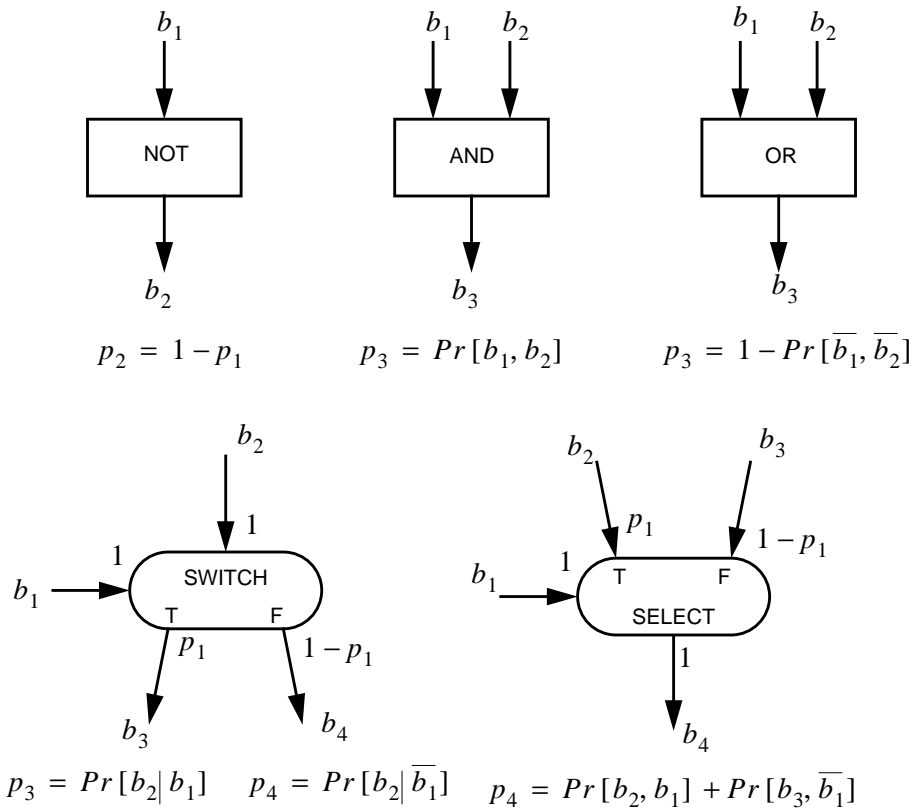 b₁
NOT
b₂
p₂ = 1 – p₁
b₁ b₂
AND
b₃
p₃ = Pr[b₁, b₂]
b₁ b₂
OR
b₃
p₃ = 1 – Pr[b̅₁, b̅₂]
b₂
1
1
b₁
SWITCH
T F
p₁ 1 – p₁
b₃ b₄
p₃ = Pr[b₂| b₁] p₄ = Pr[b₂| b̅₁]
b₂ b₃
p₁ 1 – p₁
1
b₁
T F
SELECT
1
b₄
p₄ = Pr[b₂, b₁] + Pr[b₃, b̅₁]